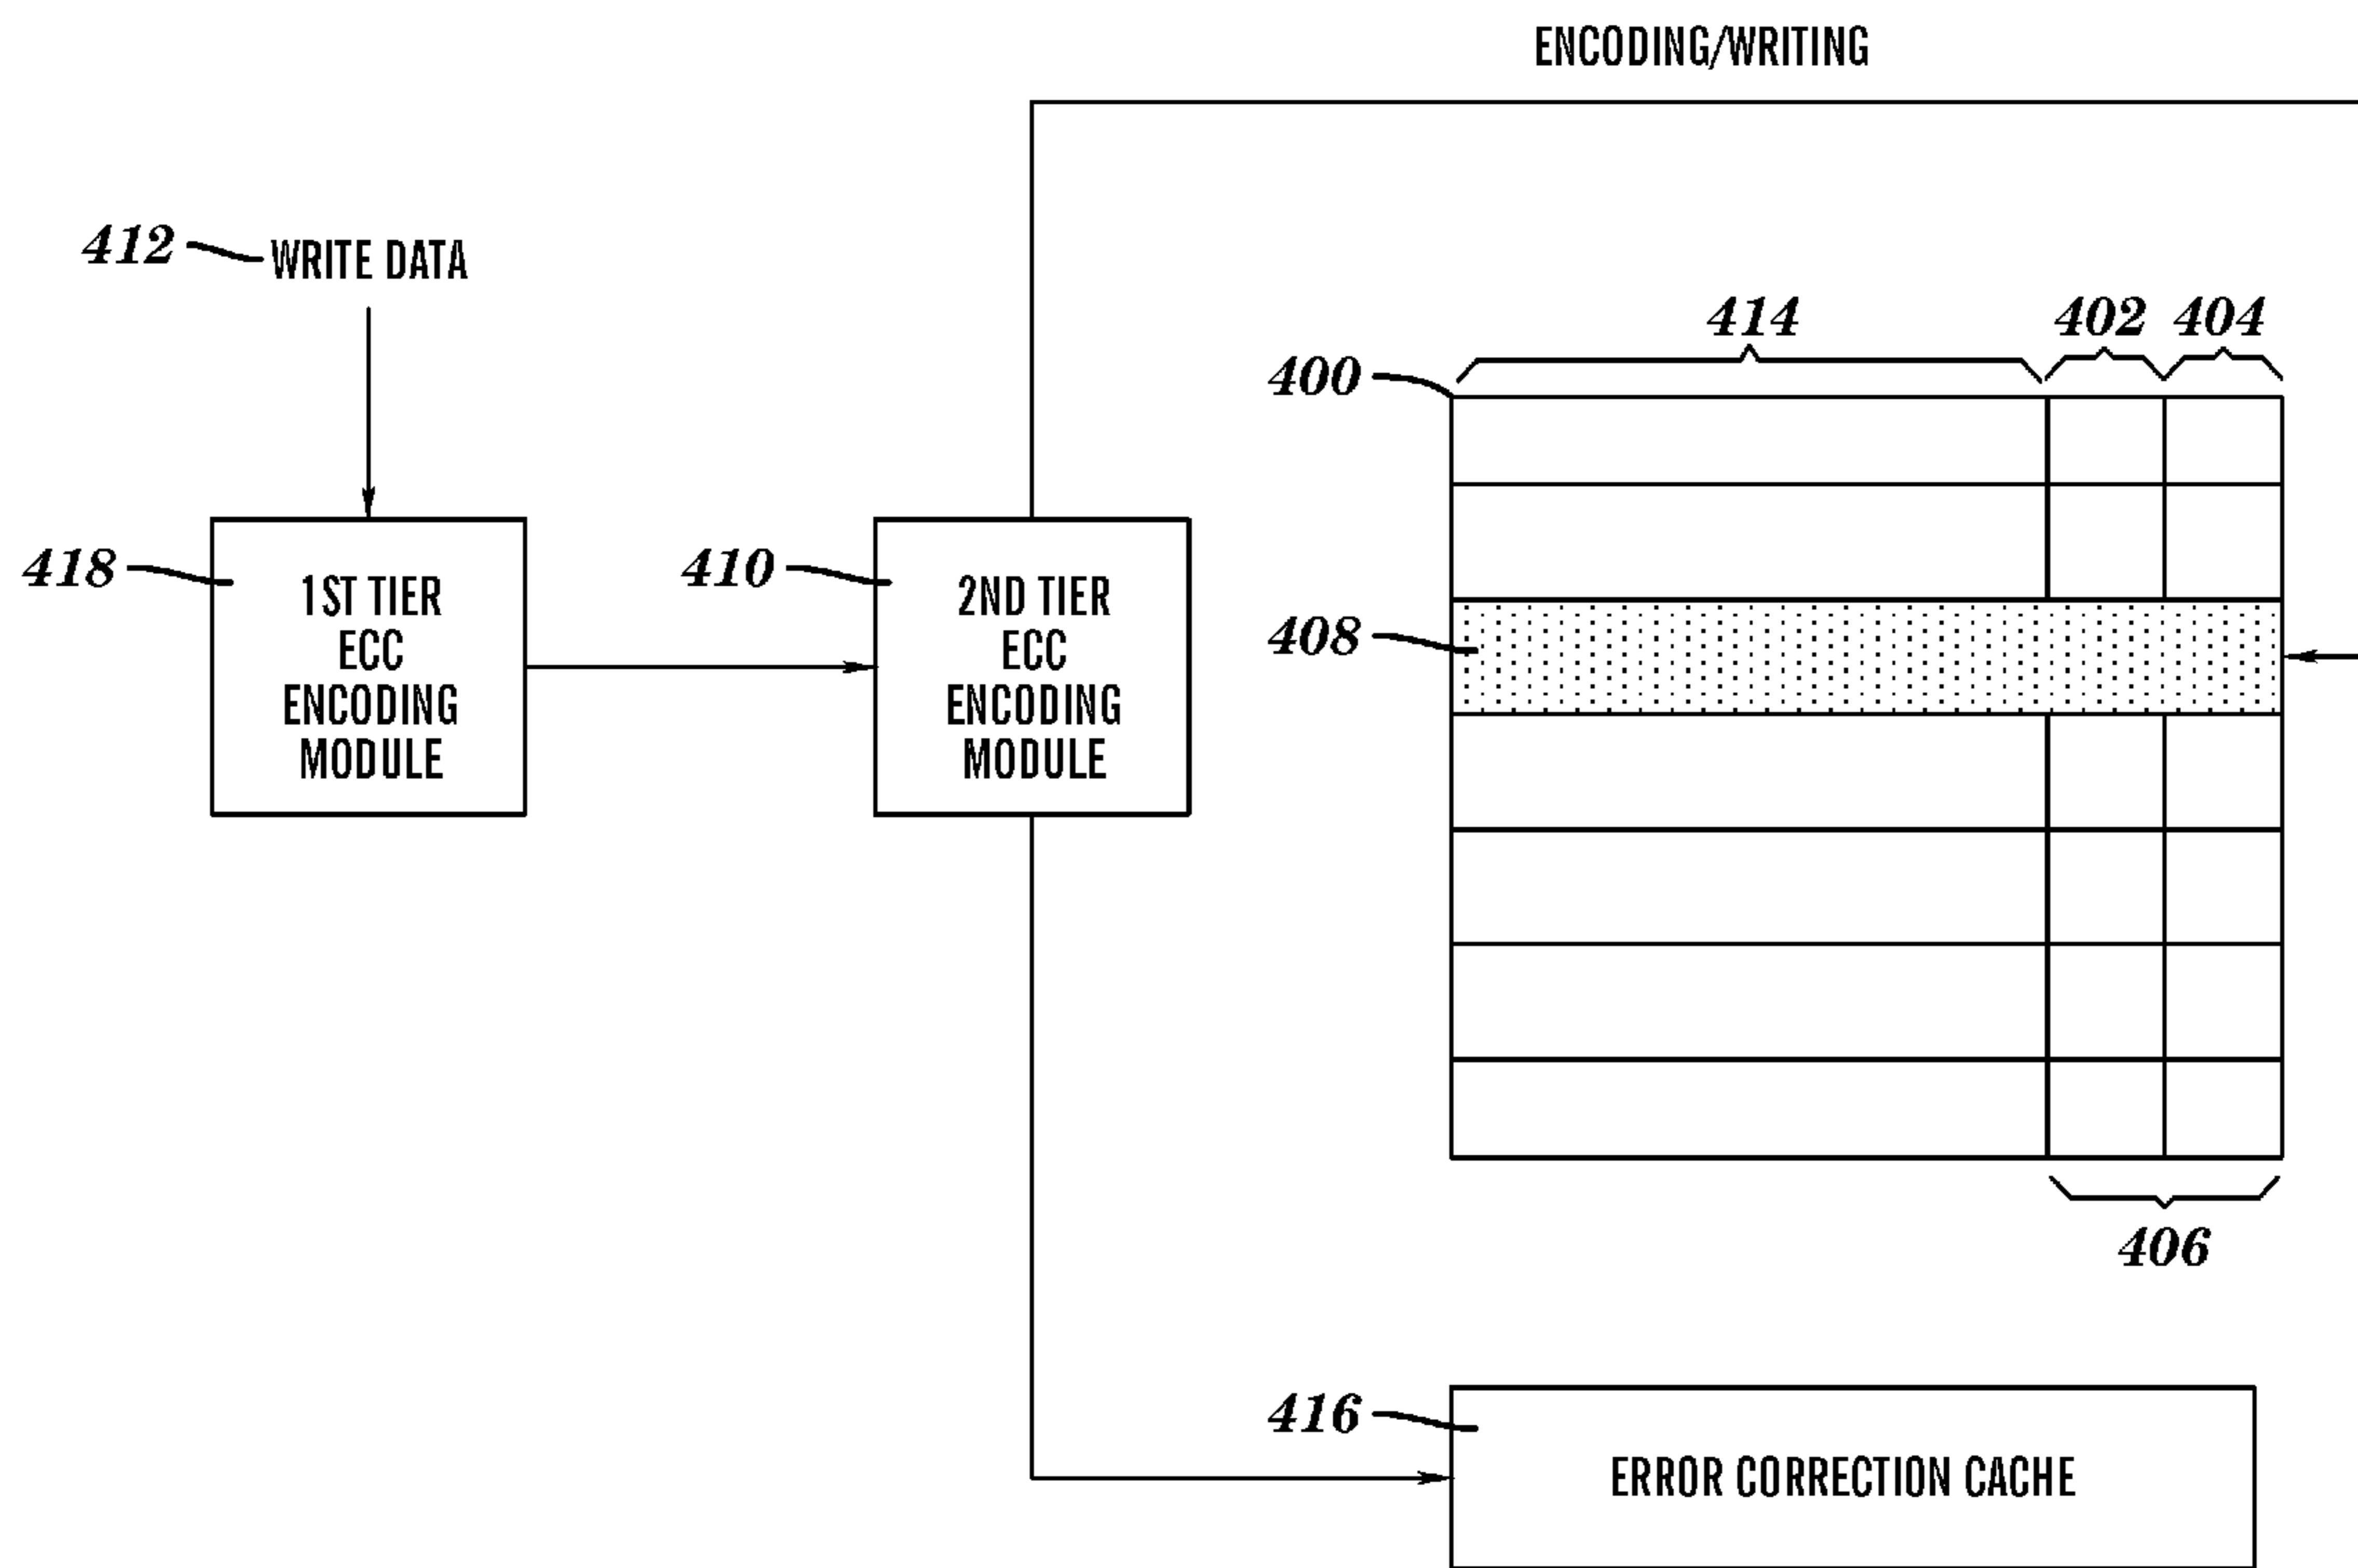 ENCODING/WRITING
412 WRITE DATA
414 402 404
400
418 1ST TIER
ECC
ENCODING
MODULE
410 2ND TIER
ECC
ENCODING
MODULE
408
406
416
ERROR CORRECTION CACHE